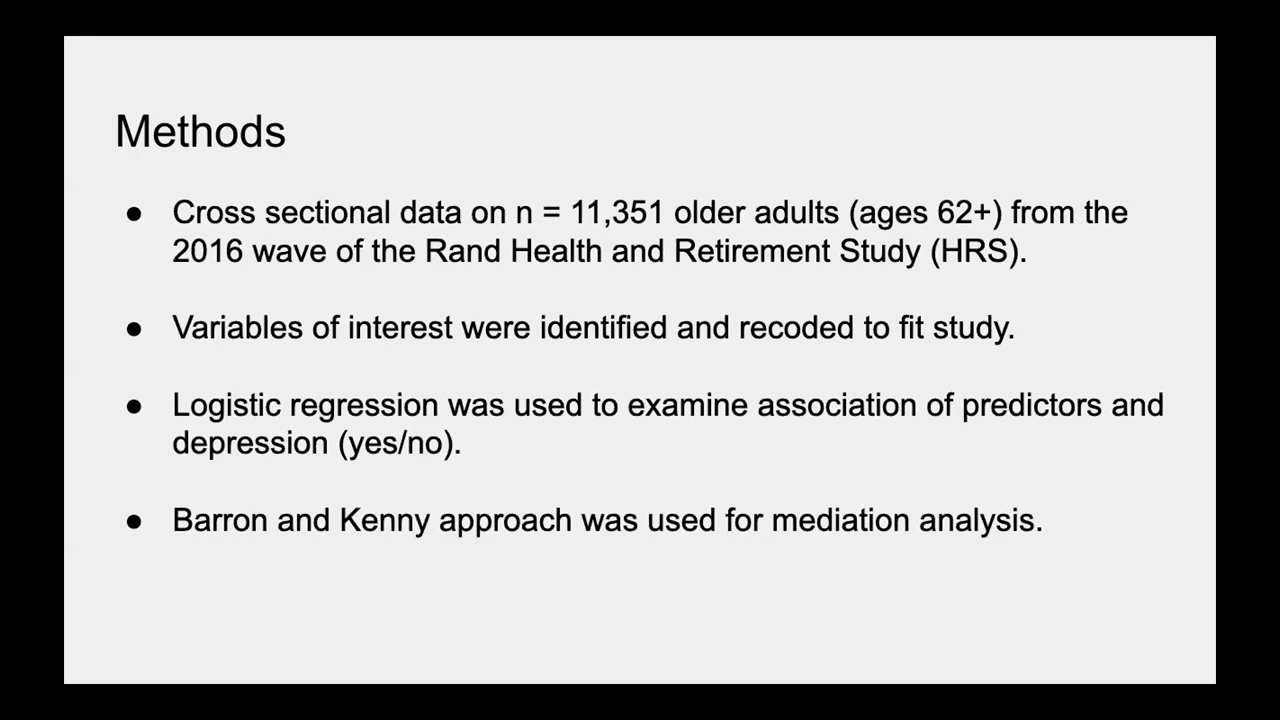 Methods
● Cross sectional data on n = 11,351 older adults (ages 62+) from the
2016 wave of the Rand Health and Retirement Study (HRS).
● Variables of interest were identified and recoded to fit study.
● Logistic regression was used to examine association of predictors and
depression (yes/no).
● Barron and Kenny approach was used for mediation analysis.